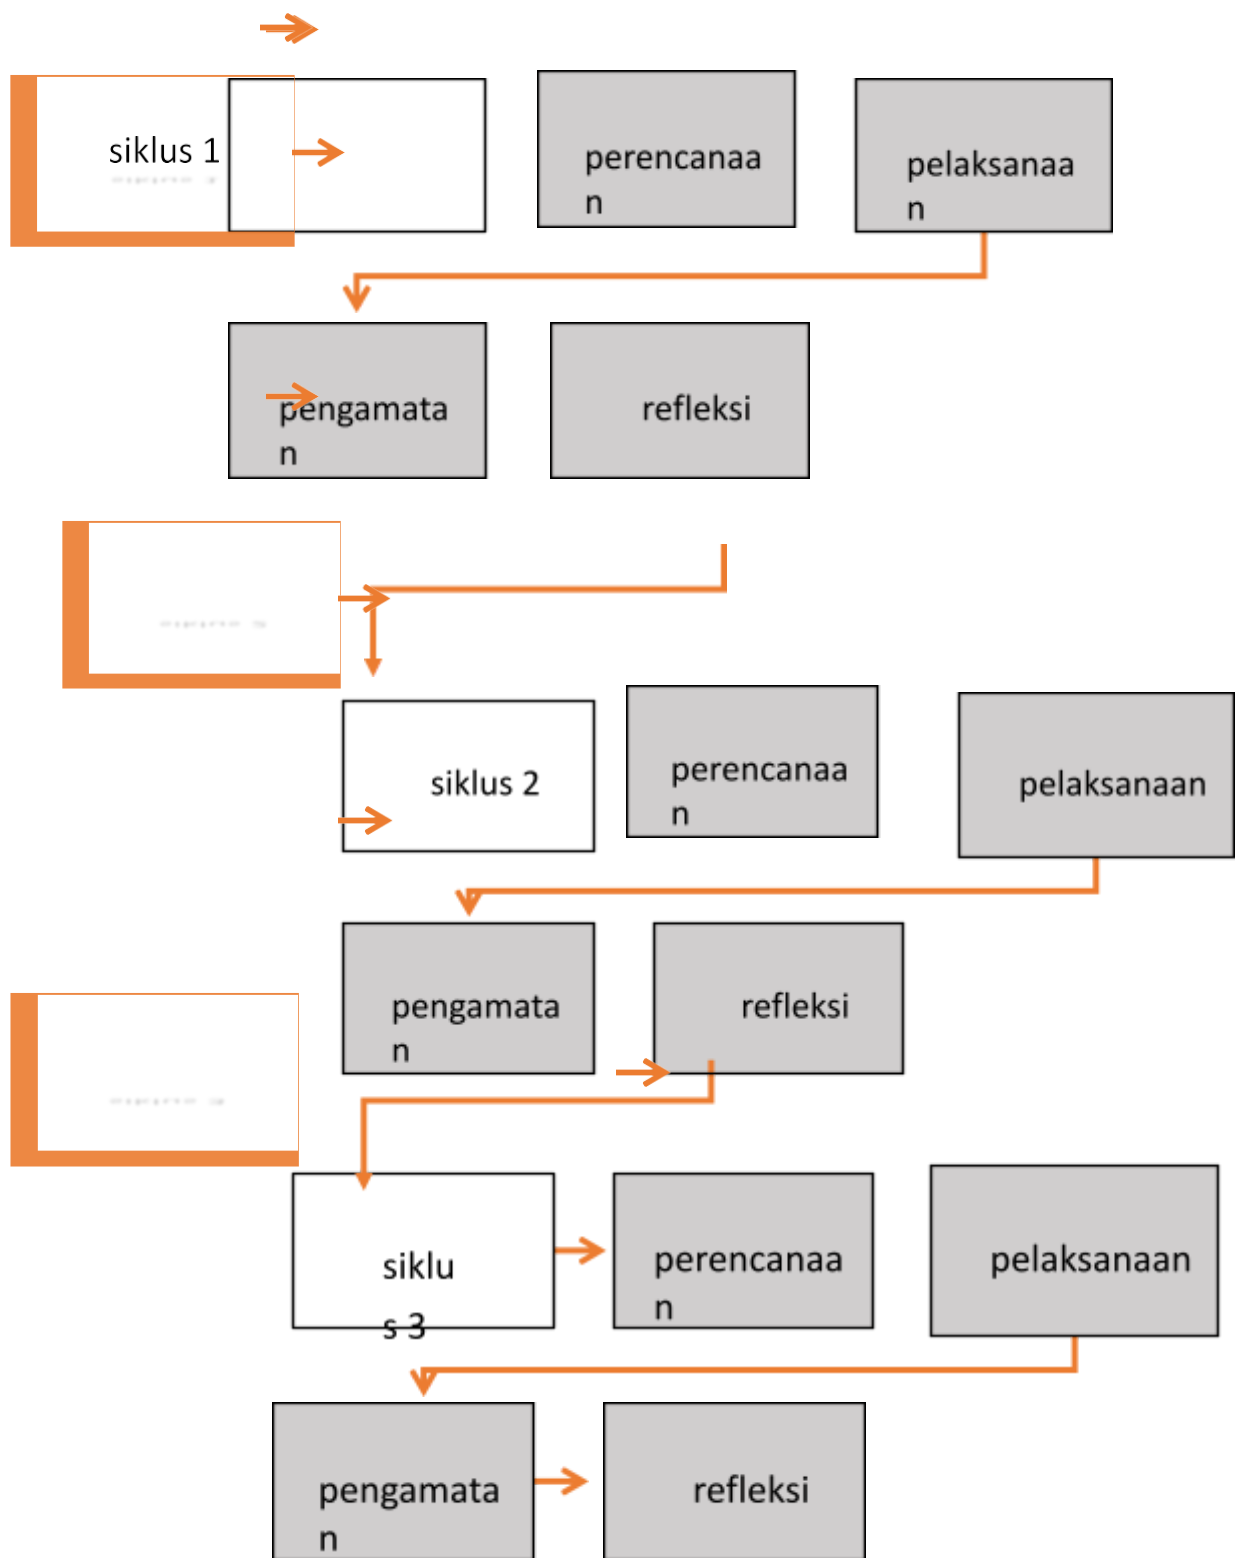 siklus 1
perencanaa
n
pelaksanaa
n
pengamata
n
refleksi
siklus 2
perencanaa
n
pelaksanaan
pengamata
n
refleksi
siklu
s 3
perencanaa
n
pelaksanaan
pengamata
n
refleksi